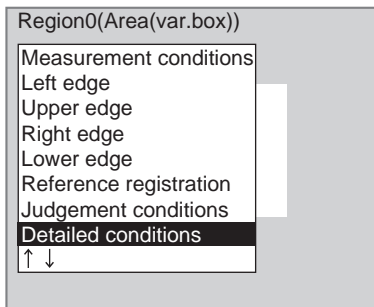 Region0(Area(var.box))
Measurement conditions
Left edge
Upper edge
Right edge
Lower edge
Reference registration
Judgement conditions
Detailed conditions
↑ ↓